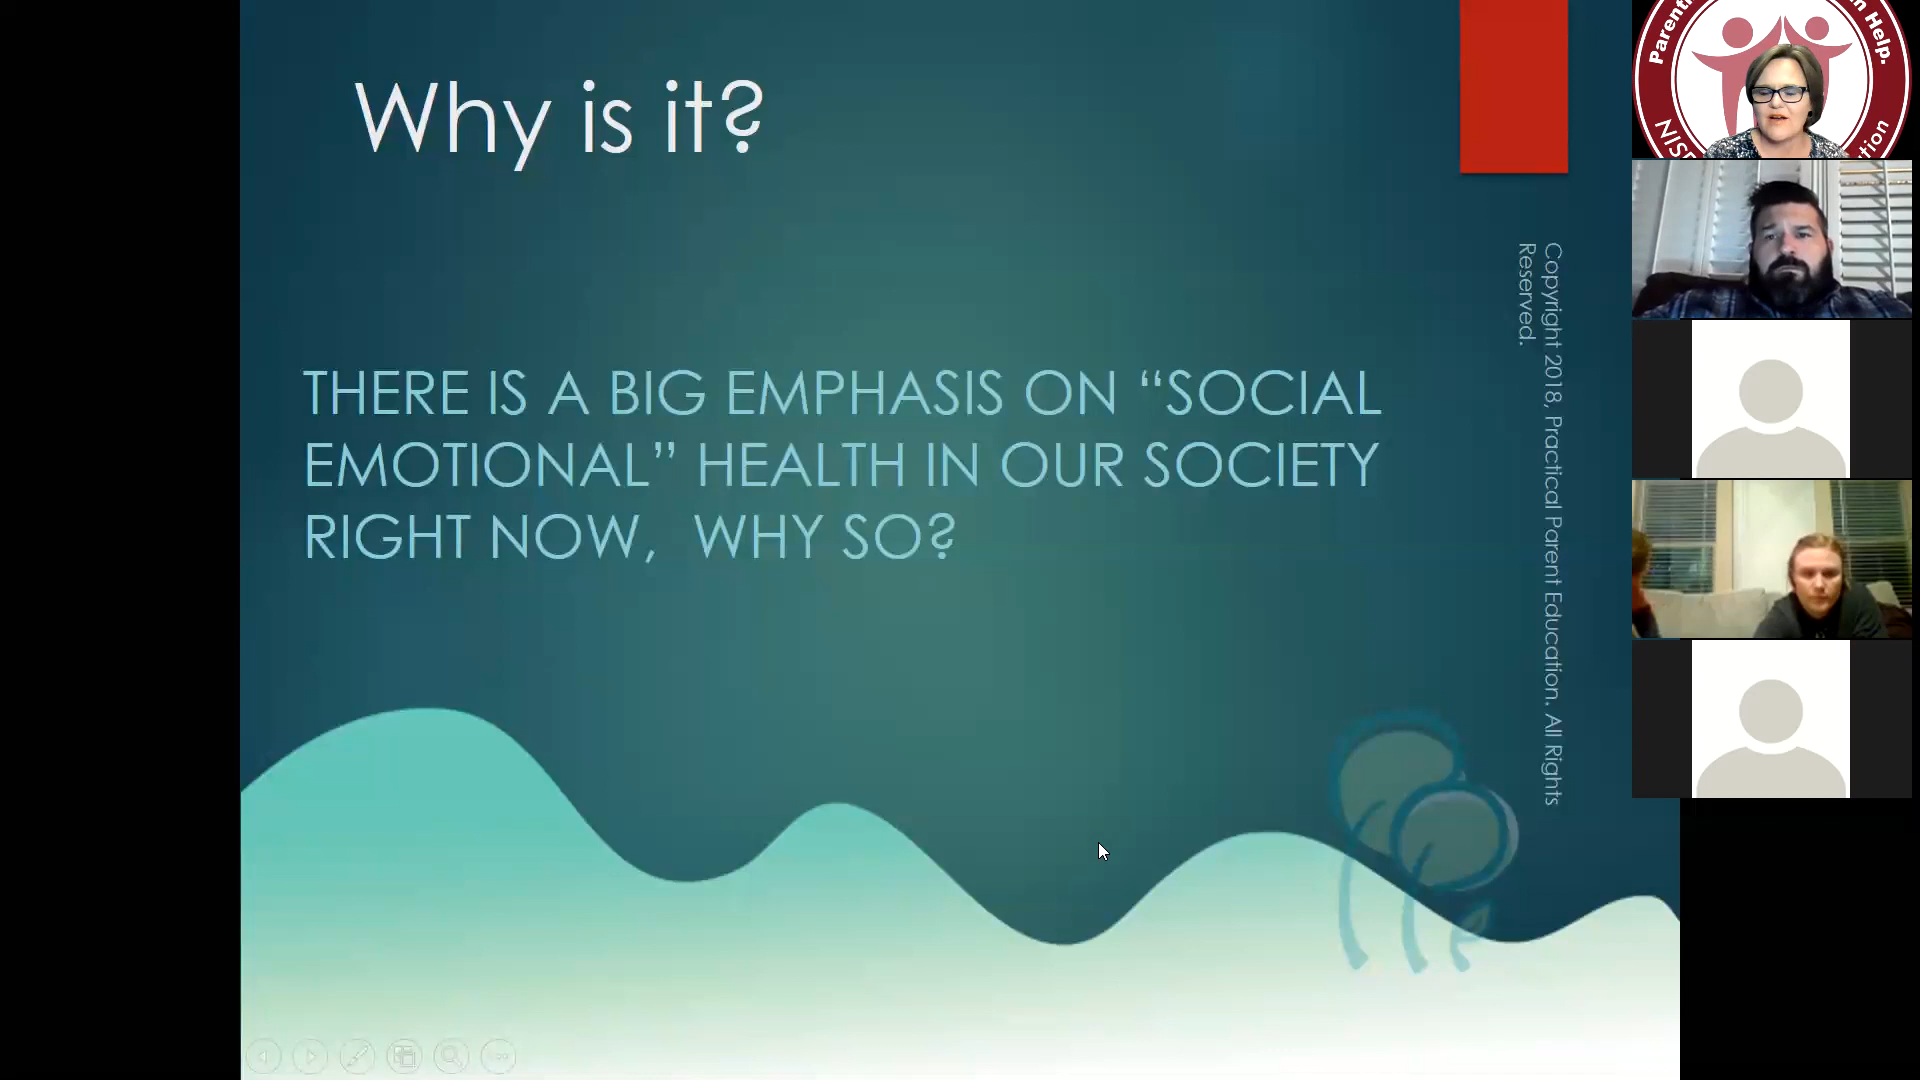 Why is it?
THERE IS A BIG EMPHASIS ON “SOCIAL
EMOTIONAL” HEALTH IN OUR SOCIETY
RIGHT NOW,  WHY SO?
Copyright 2018, Practical Parent Education. All Rights
Reserved.
Help.